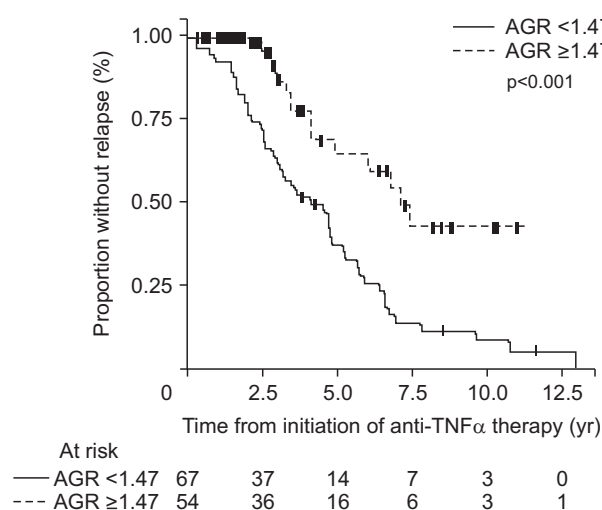 AGR <1.47
AGR ≥1.47
p<0.001
1.00
0.75
0.50
0.25
0
2.5 5.0 7.5 10.0 12.5
Proportion without relapse (%)
Time from initiation of anti-TNFα therapy (yr)
At risk
AGR <1.47 67 37 14 7 3 0
AGR ≥1.47 54 36 16 6 3 1